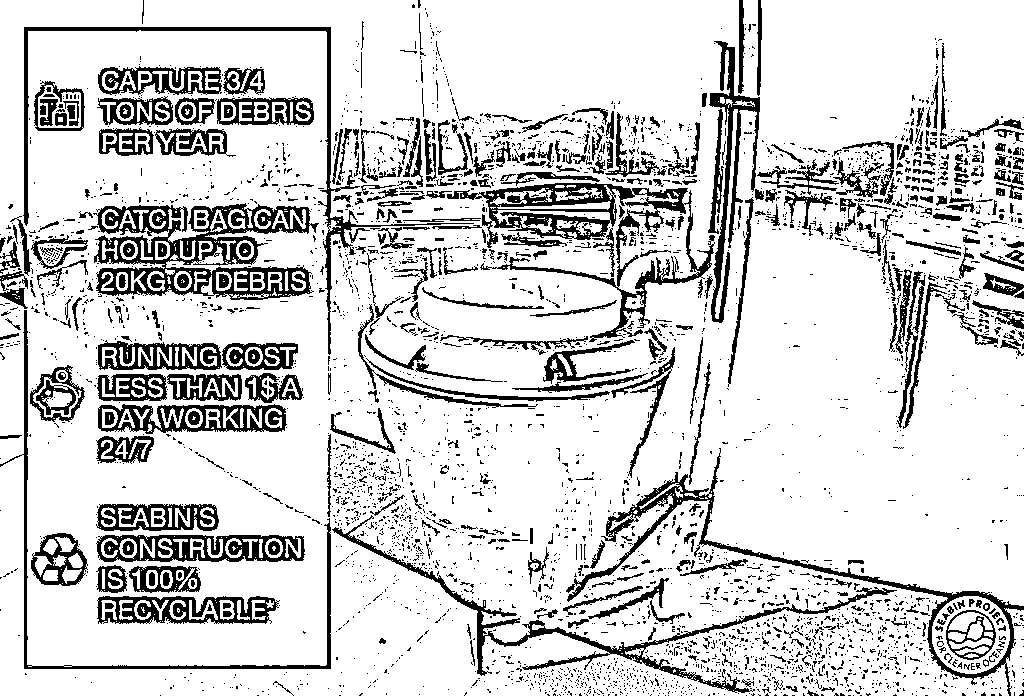 CAPTURE 3/4
TONS OF DEBRIS
PER YEAR
CATCH BAG CAN
HOLD UP TO
20KG OF DEBRIS
RUNNING COST
LESS THAN 1$ A
DAY, WORKING
24/7
SEABIN'S
CONSTRUCTION
IS 100%
RECYCLABLE*
SEABIN PROJECT
FOR CLEANER OCEANS